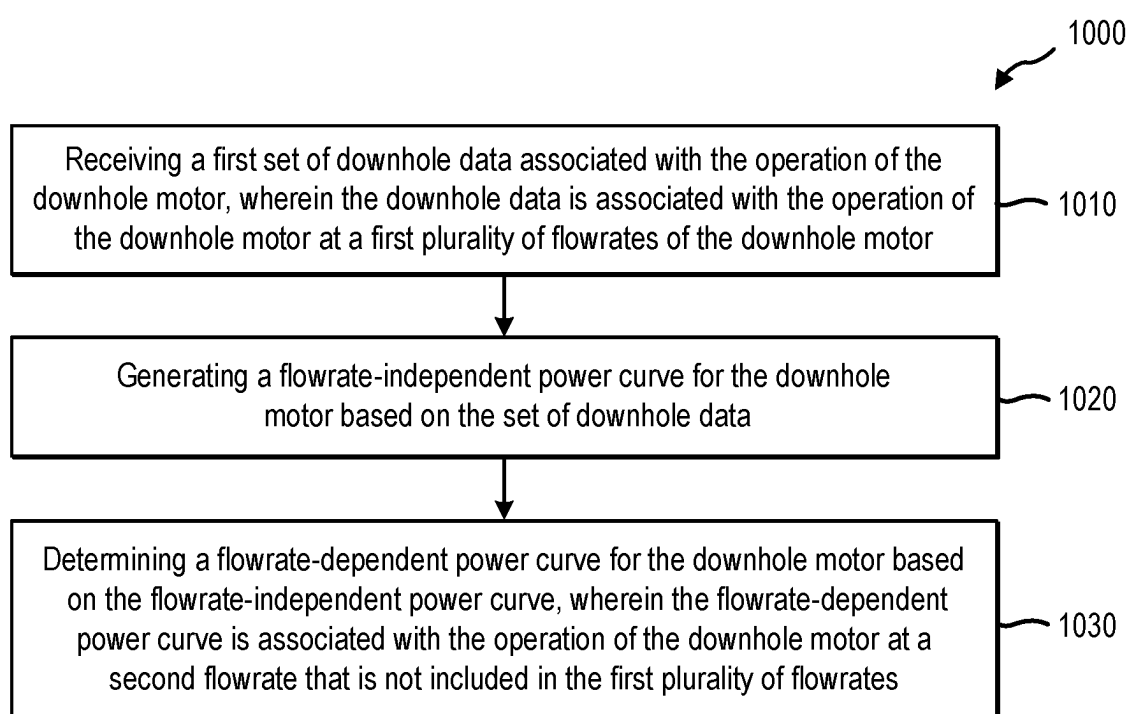 1000
Receiving a first set of downhole data associated with the operation of the
downhole motor, wherein the downhole data is associated with the operation of
the downhole motor at a first plurality of flowrates of the downhole motor
1010
Generating a flowrate-independent power curve for the downhole
motor based on the set of downhole data
1020
Determining a flowrate-dependent power curve for the downhole motor based
on the flowrate-independent power curve, wherein the flowrate-dependent
power curve is associated with the operation of the downhole motor at a
second flowrate that is not included in the first plurality of flowrates
1030